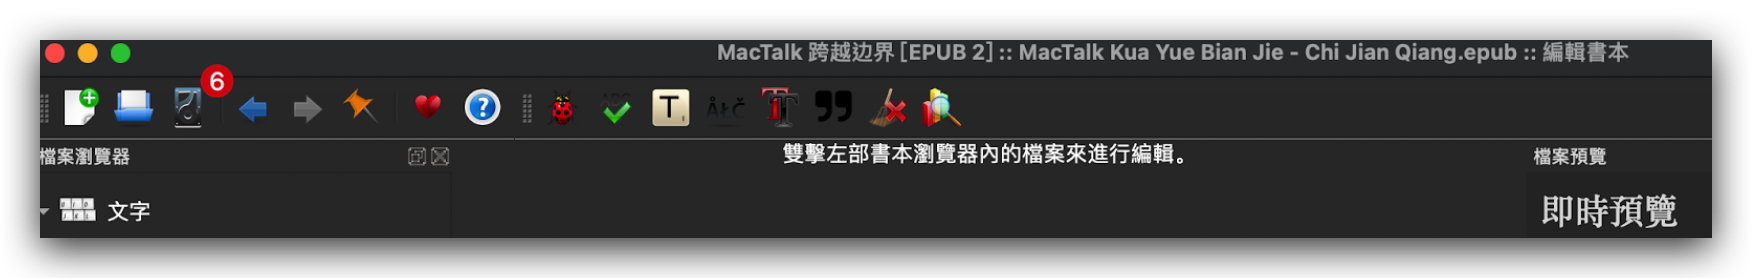 MacTalk 跨越边界 [EPUB 2] :: MacTalk Kua Yue Bian Jie - Chi Jian Qiang.epub :: 編輯書本
6
T
ABC
ÅŁČ
檔案瀏覽器
雙擊左部書本瀏覽器內的檔案來進行編輯。
檔案預覽
文字
即時預覽